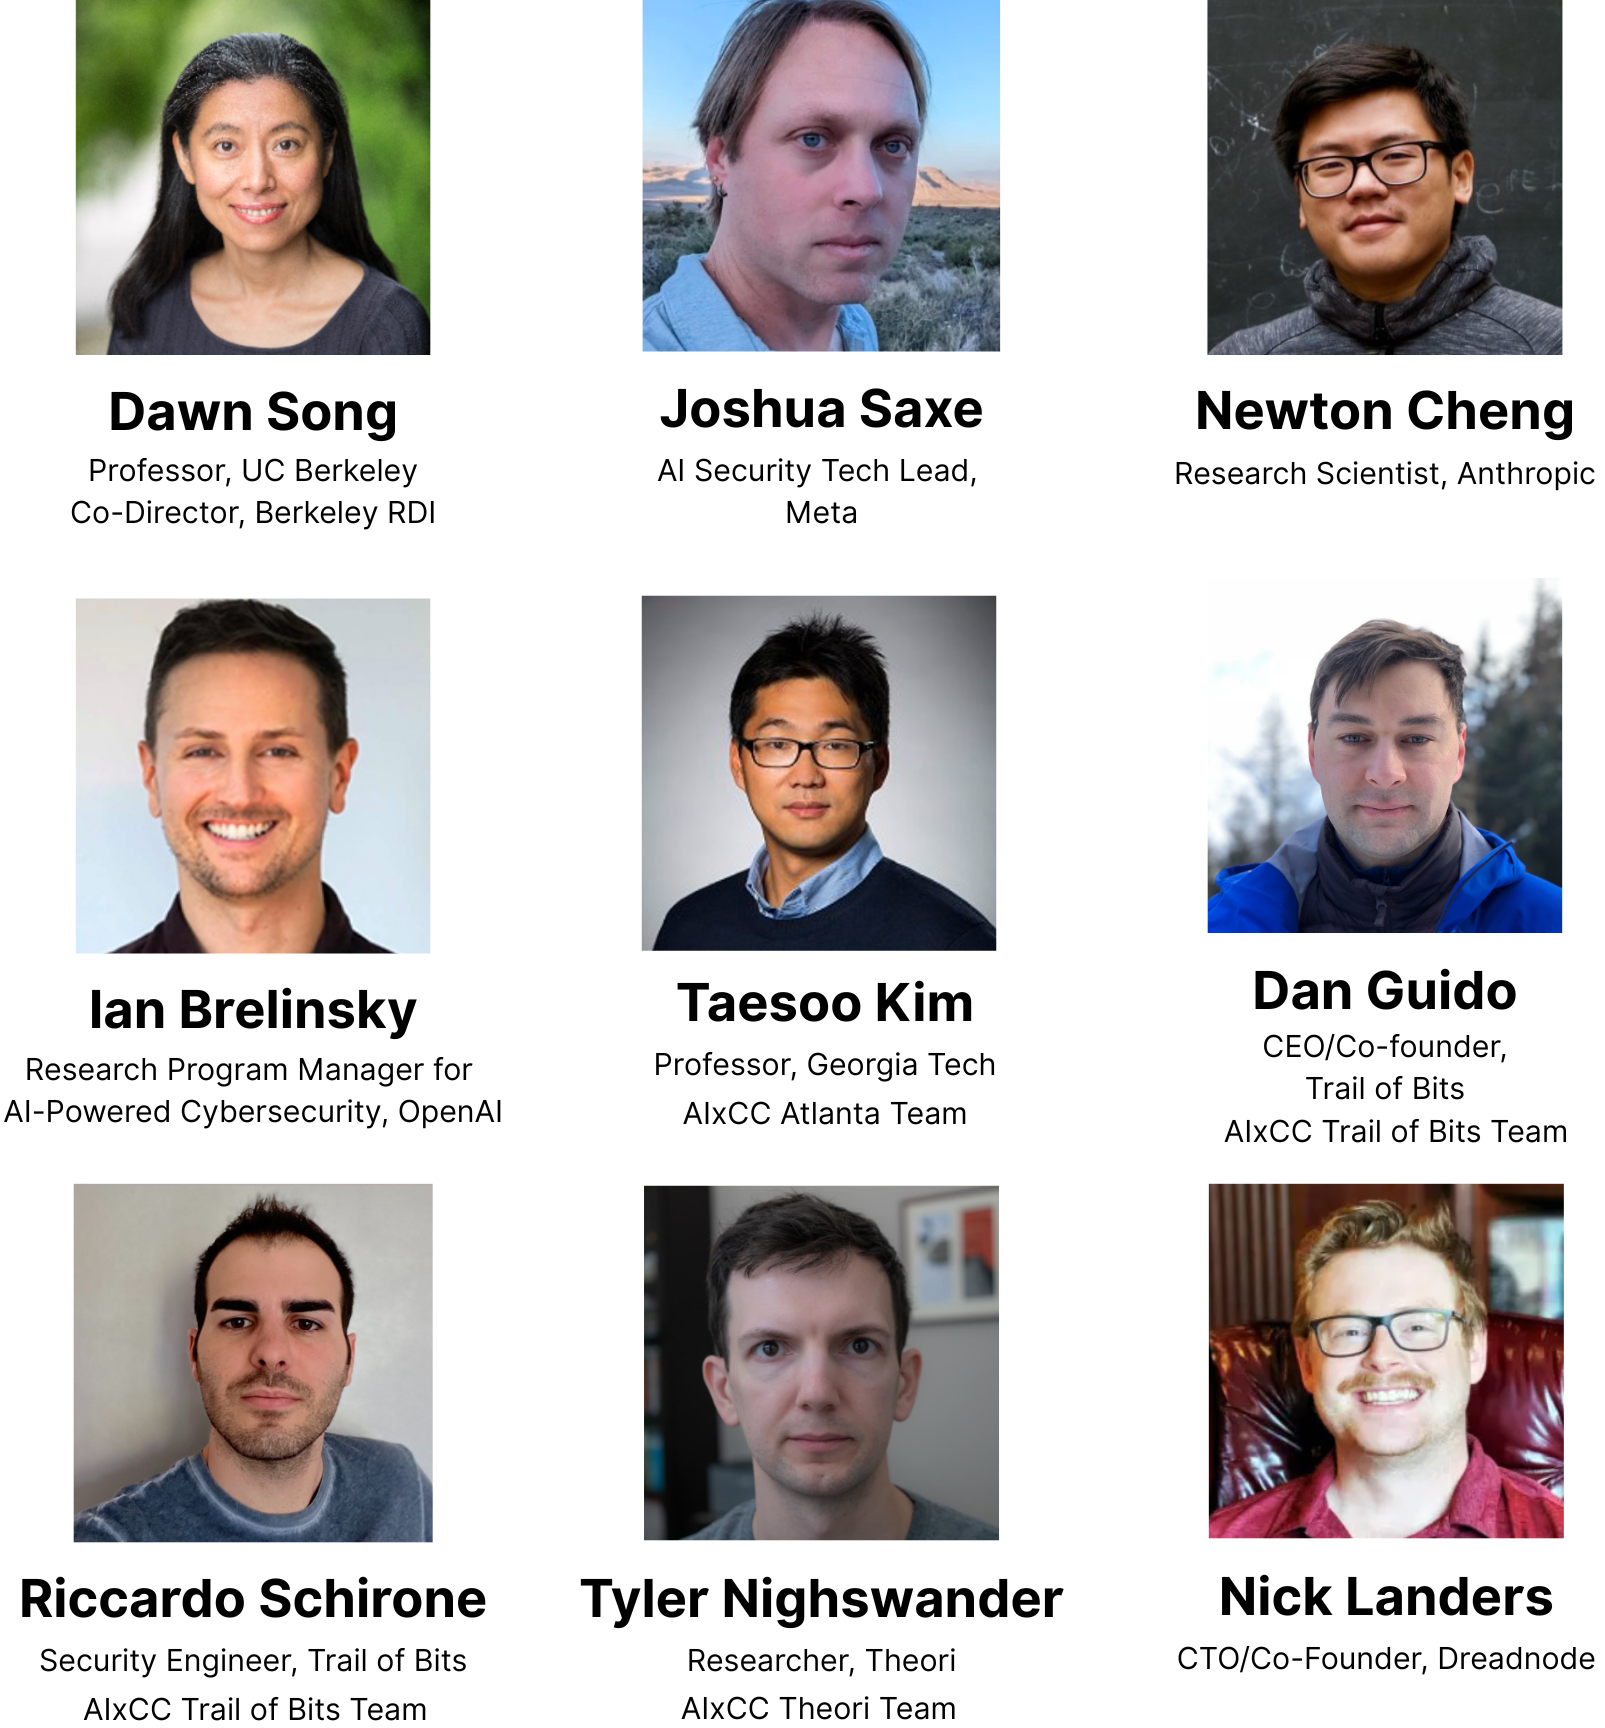 Dawn Song
Professor, UC Berkeley
Co-Director, Berkeley RDI
Joshua Saxe
AI Security Tech Lead,
Meta
Newton Cheng
Research Scientist, Anthropic
Ian Brelinsky
Research Program Manager for
AI-Powered Cybersecurity, OpenAI
Taesoo Kim
Professor, Georgia Tech
AIxCC Atlanta Team
Dan Guido
CEO/Co-founder,
Trail of Bits
AIxCC Trail of Bits Team
Riccardo Schirone
Security Engineer, Trail of Bits
AIxCC Trail of Bits Team
Tyler Nighswander
Researcher, Theori
AIxCC Theori Team
Nick Landers
CTO/Co-Founder, Dreadnode